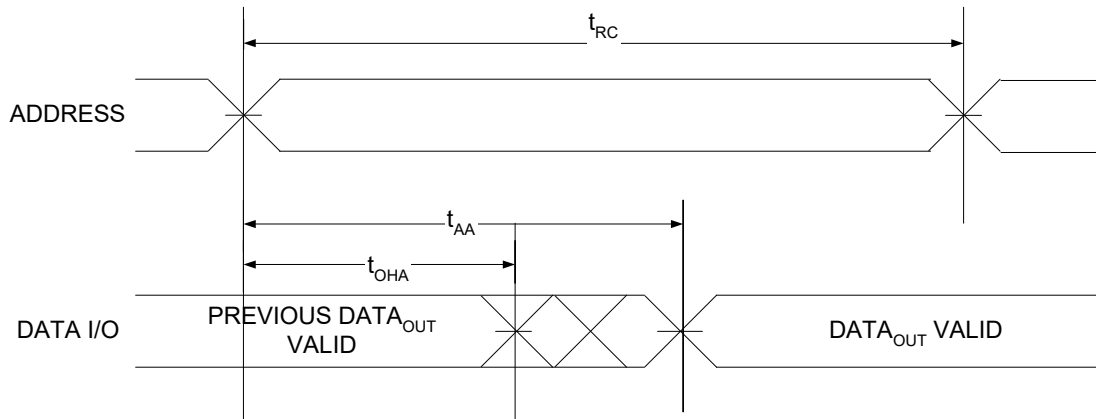 tRC
ADDRESS
tAA
tOHA
DATA I/O
PREVIOUS DATAOUT
VALID
DATAOUT VALID